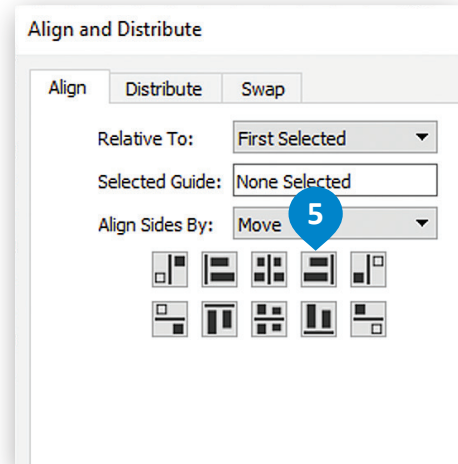 Align and Distribute
Align Distribute Swap
Relative To: First Selected
Selected Guide: None Selected
Align Sides By: Move
5